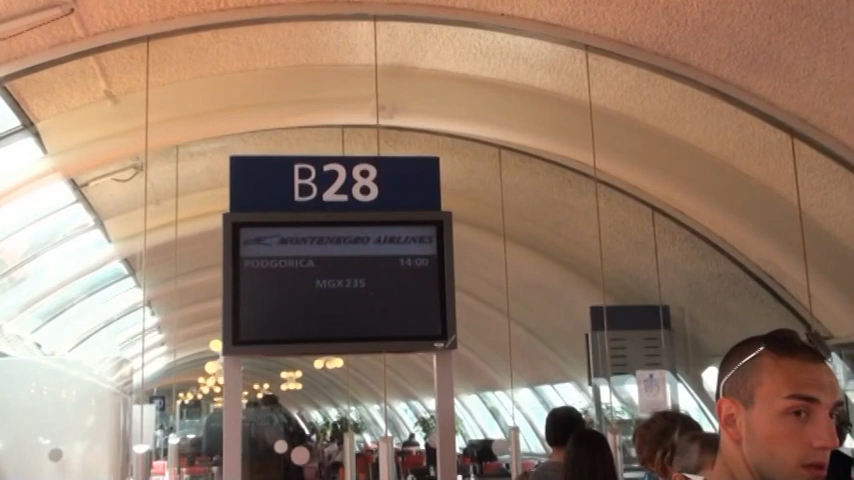 B28
MONTENEGRO AIRLINES
PODGORICA 14:00
MGX235